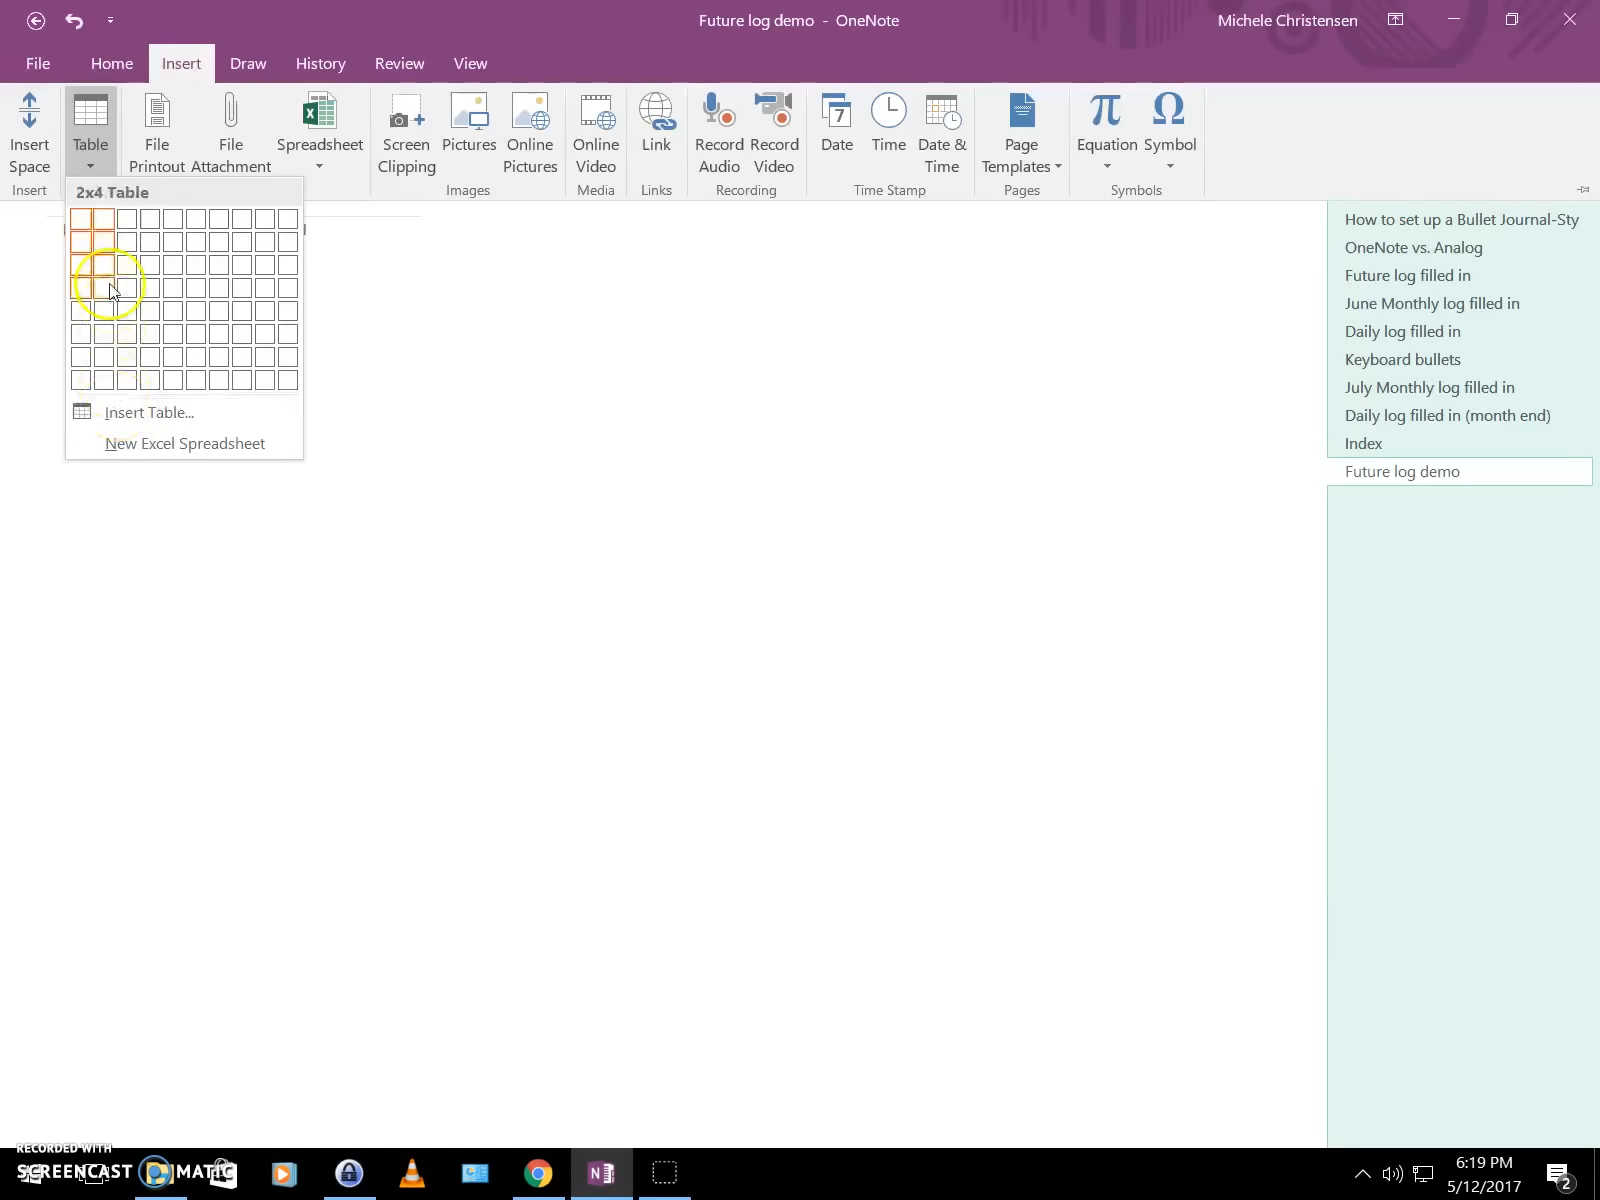 Future log demo - OneNote
Michele Christensen
File Home Insert Draw History Review View
Insert Space
Table
File Printout
File Attachment
Spreadsheet
Screen Clipping
Pictures
Online Pictures
Online Video
Link
Record Audio
Record Video
Date
Time
Date & Time
Page Templates
Equation
Symbol
Insert
Images
Media
Links
Recording
Time Stamp
Pages
Symbols
2x4 Table
Insert Table...
New Excel Spreadsheet
How to set up a Bullet Journal-Sty
OneNote vs. Analog
Future log filled in
June Monthly log filled in
Daily log filled in
Keyboard bullets
July Monthly log filled in
Daily log filled in (month end)
Index
Future log demo
RECORDED WITH
SCREENCAST MATIC
6:19 PM
5/12/2017
2